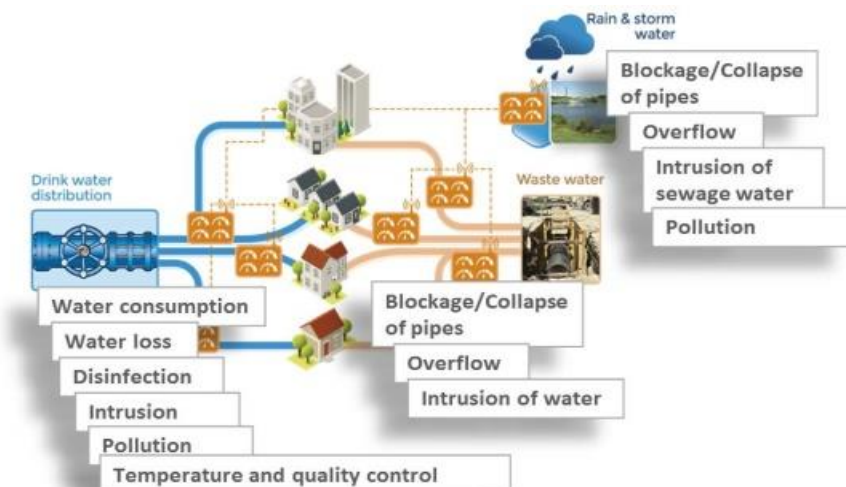 Rain & storm
water
Blockage/Collapse
of pipes
Overflow
Intrusion of
sewage water
Pollution
Drink water
distribution
Waste water
Water consumption
Water loss
Disinfection
Intrusion
Pollution
Temperature and quality control
Blockage/Collapse
of pipes
Overflow
Intrusion of water